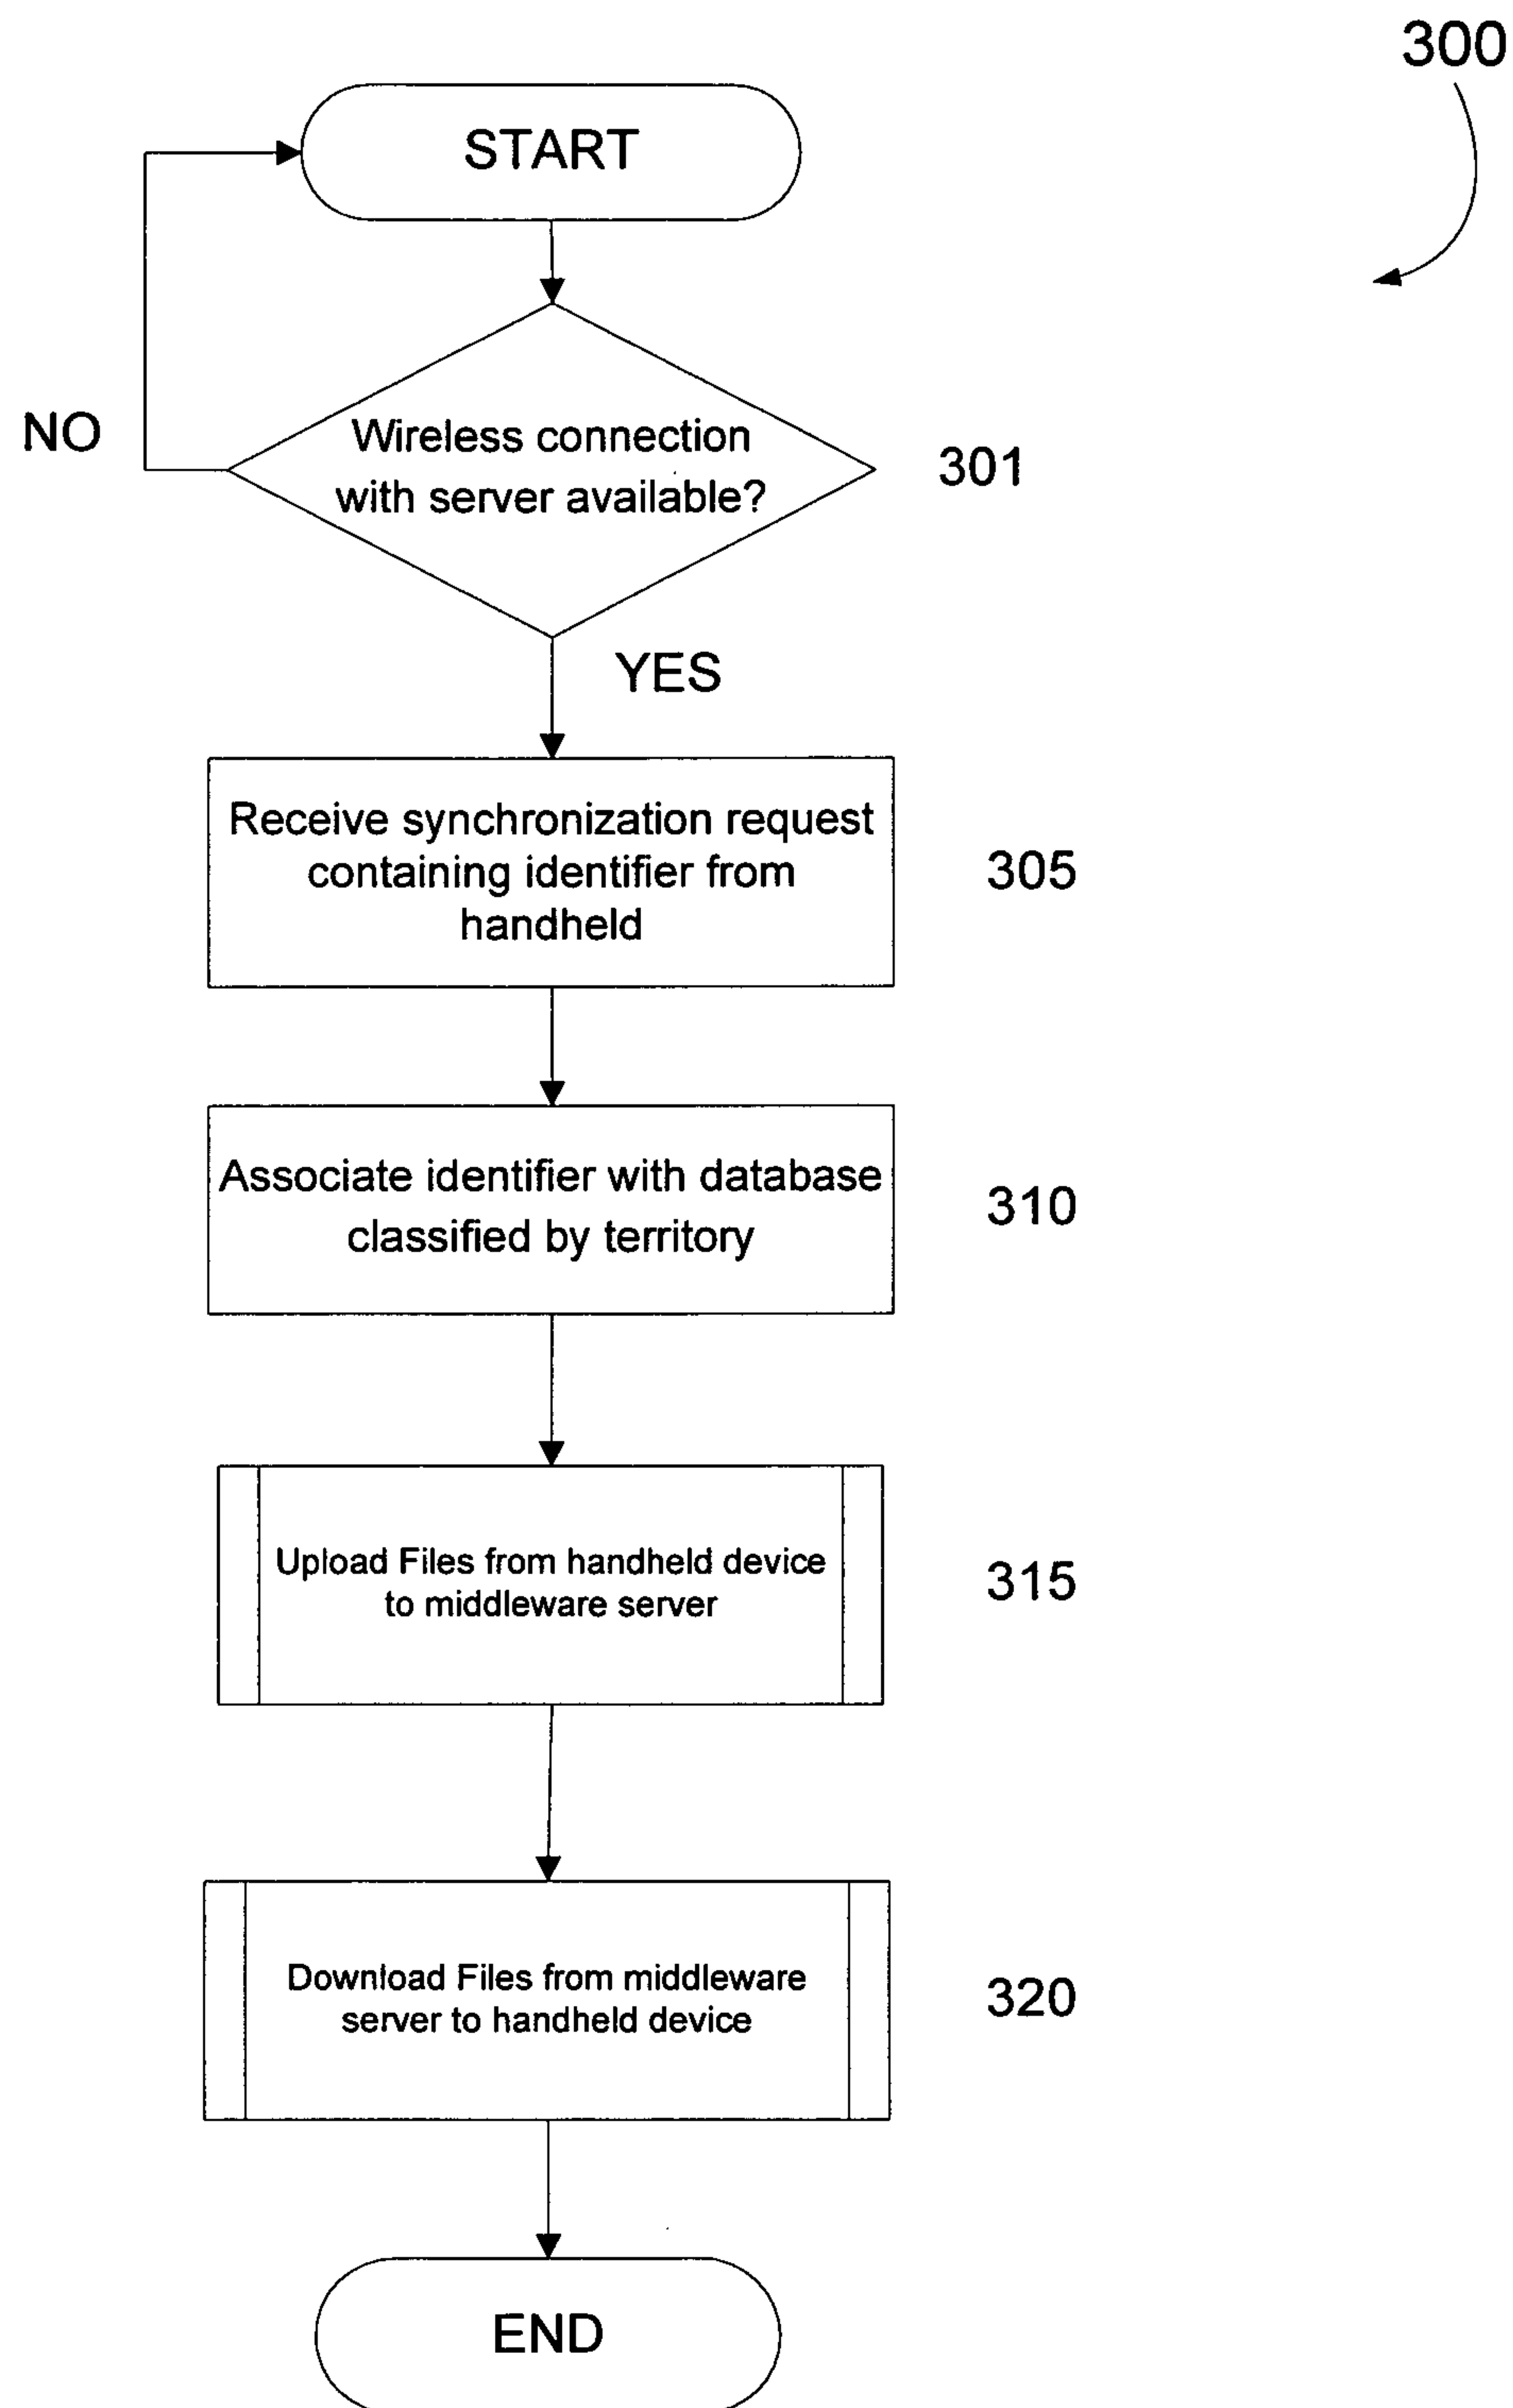 300
START
NO
Wireless connection
with server available?
301
YES
Receive synchronization request
containing identifier from
handheld
305
Associate identifier with database
classified by territory
310
Upload Files from handheld device
to middleware server
315
Download Files from middleware
server to handheld device
320
END